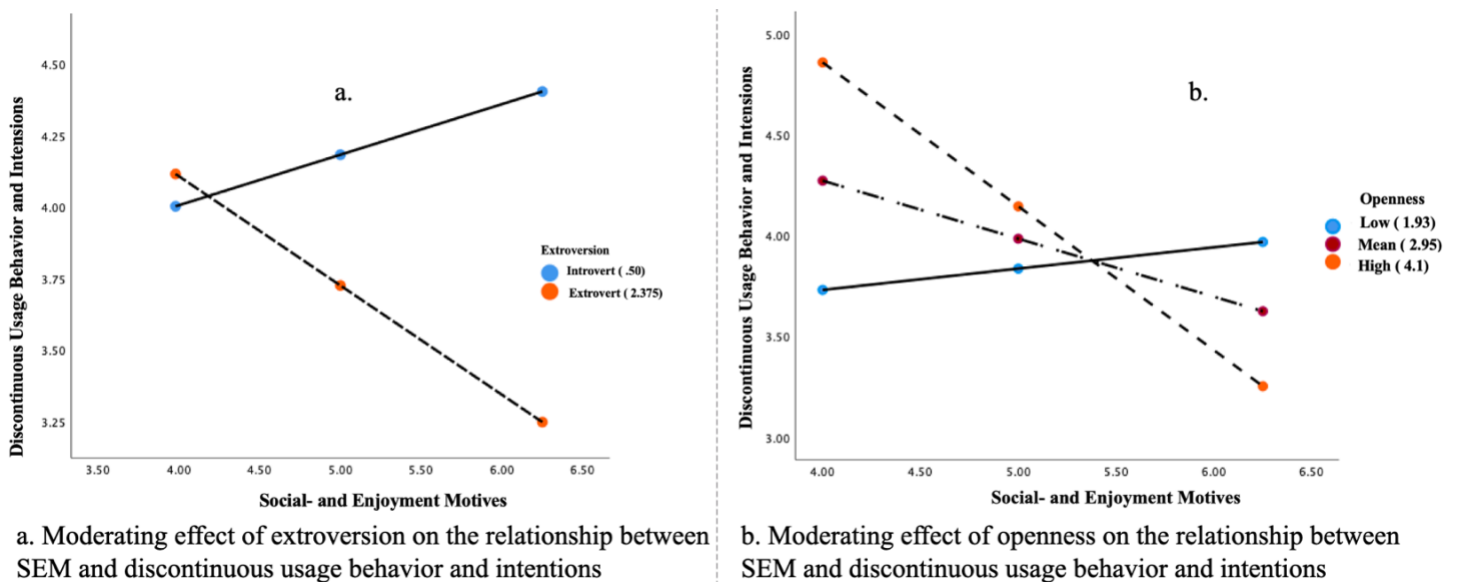 Discontinuous Usage Behavior and Intentions
4.50
4.25
4.00
3.75
3.50
3.25
a.
Extroversion
Introvert ( .50)
Extrovert ( 2.375)
3.50 4.00 4.50 5.00 5.50 6.00 6.50
Social- and Enjoyment Motives
a. Moderating effect of extroversion on the relationship between
SEM and discontinuous usage behavior and intentions
Discontinuous Usage Behavior and Intentions
5.00
4.50
4.00
3.50
3.00
b.
Openness
Low ( 1.93)
Mean ( 2.95)
High ( 4.1)
4.00 4.50 5.00 5.50 6.00 6.50
Social- and Enjoyment Motives
b. Moderating effect of openness on the relationship between
SEM and discontinuous usage behavior and intentions